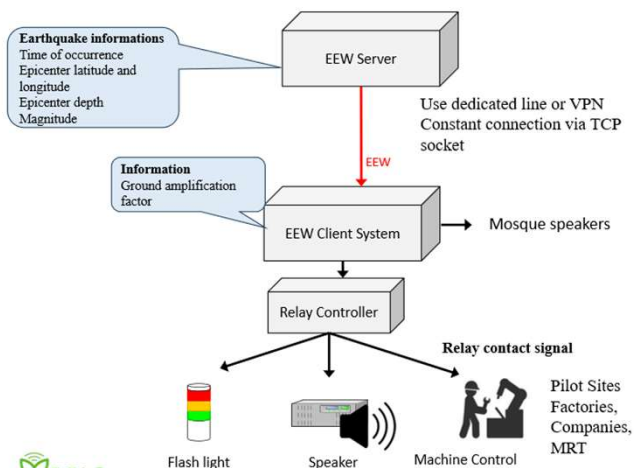 Earthquake informations
Time of occurrence
Epicenter latitude and
longitude
Epicenter depth
Magnitude
EEW Server
Use dedicated line or VPN
Constant connection via TCP
socket
EEW
Information
Ground amplification
factor
EEW Client System
Mosque speakers
Relay Controller
Relay contact signal
Pilot Sites
Factories,
Companies,
MRT
Flash light
Speaker
Machine Control